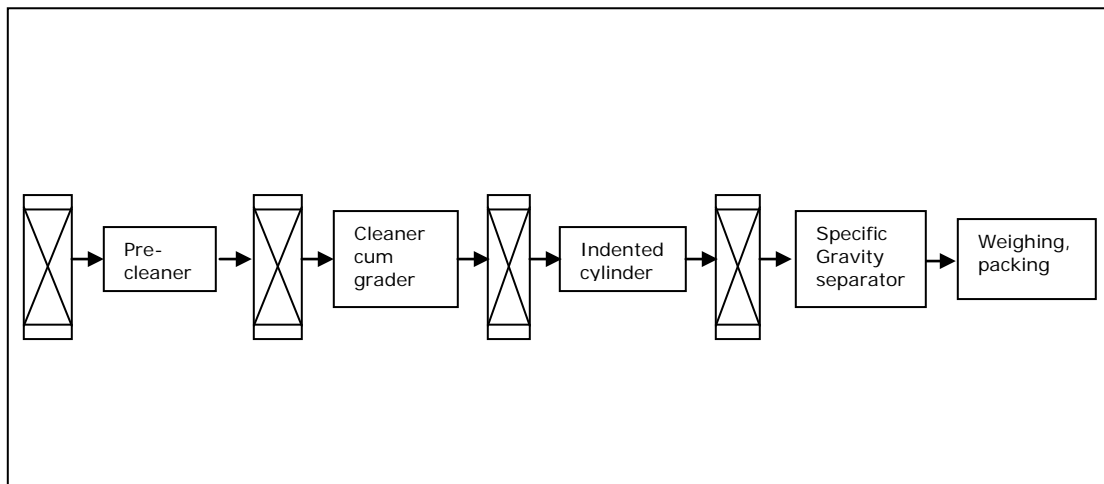 Pre-
cleaner
Cleaner
cum
grader
Indented
cylinder
Specific
Gravity
separator
Weighing,
packing